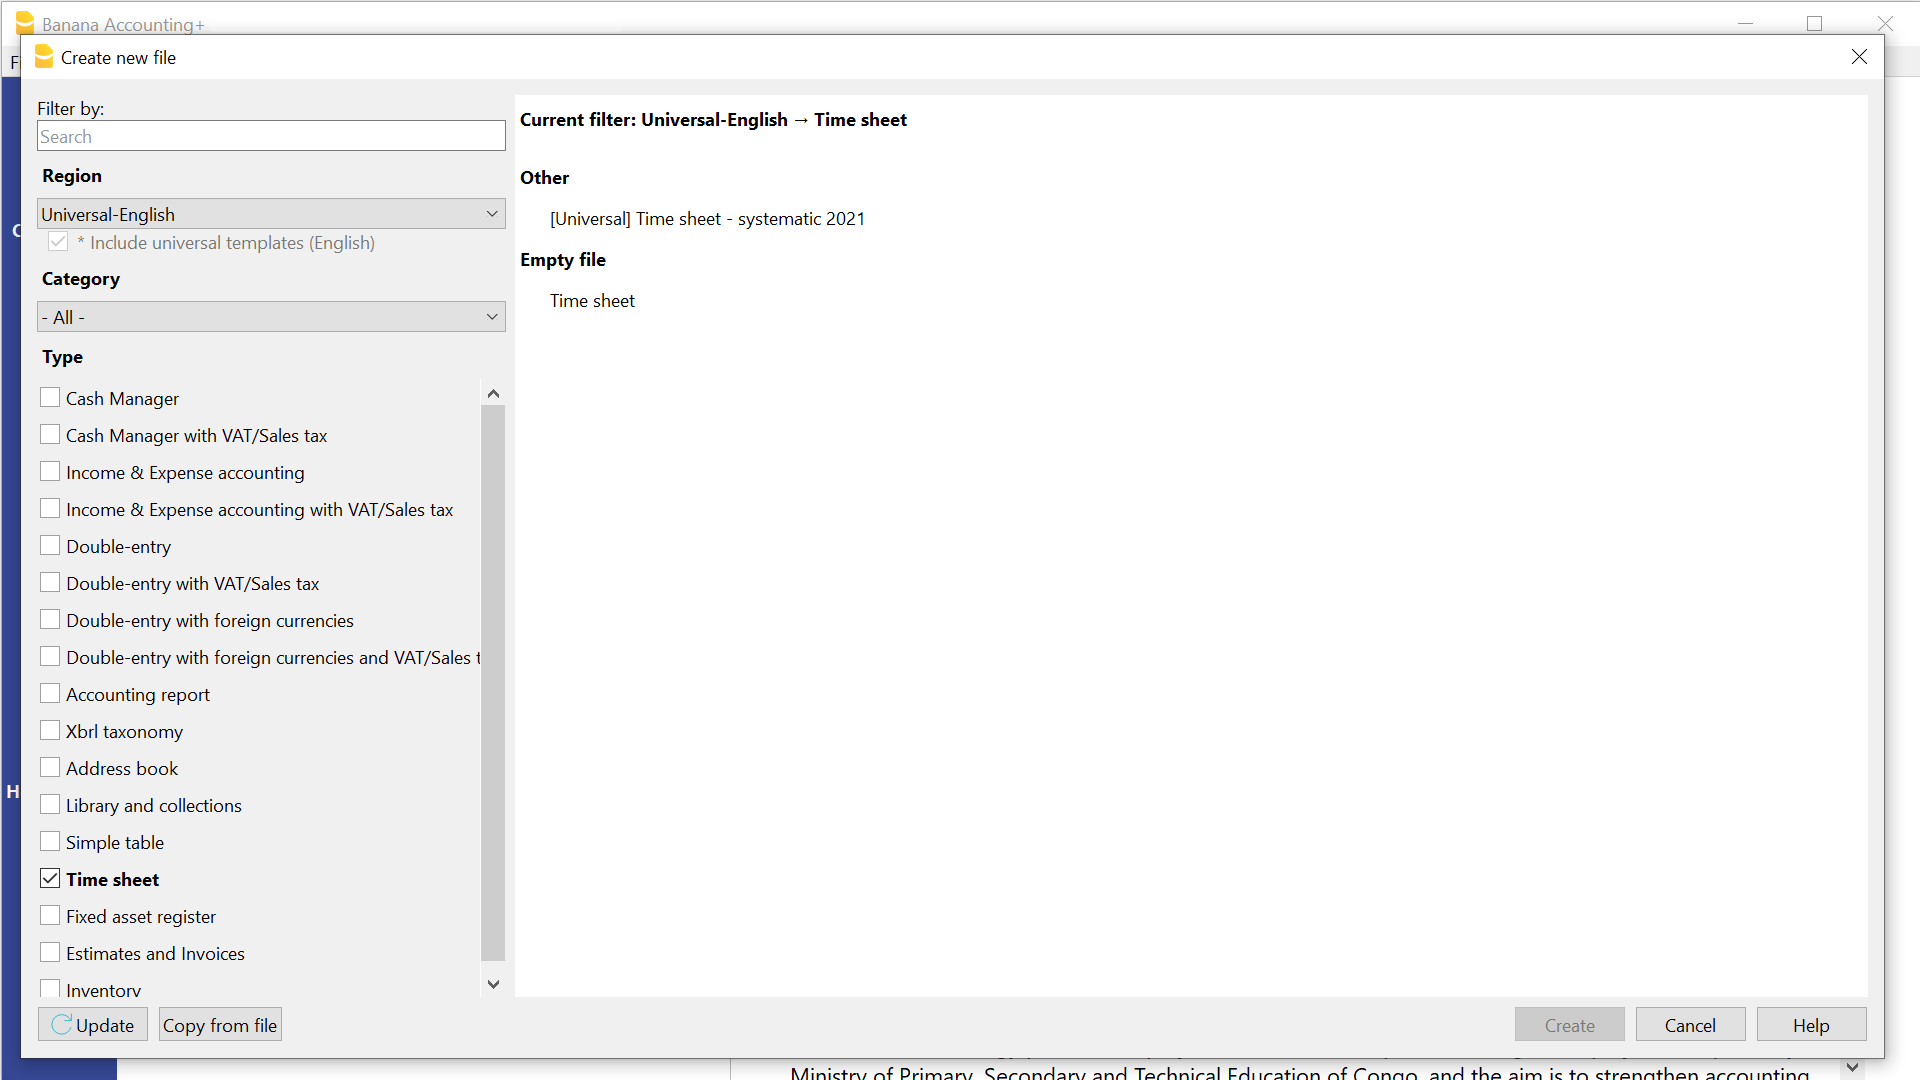 Banana Accounting+
Create new file
Filter by:
Search
Region
Universal-English
* Include universal templates (English)
Category
- All -
Type
Cash Manager
Cash Manager with VAT/Sales tax
Income & Expense accounting
Income & Expense accounting with VAT/Sales tax
Double-entry
Double-entry with VAT/Sales tax
Double-entry with foreign currencies
Double-entry with foreign currencies and VAT/Sales t
Accounting report
Xbrl taxonomy
Address book
Library and collections
Simple table
Time sheet
Fixed asset register
Estimates and Invoices
Inventory
Update
Copy from file
Current filter: Universal-English → Time sheet
Other
[Universal] Time sheet - systematic 2021
Empty file
Time sheet
Create
Cancel
Help
Ministry of Primary, Secondary and Technical Education of Congo, and the aim is to strengthen accounting